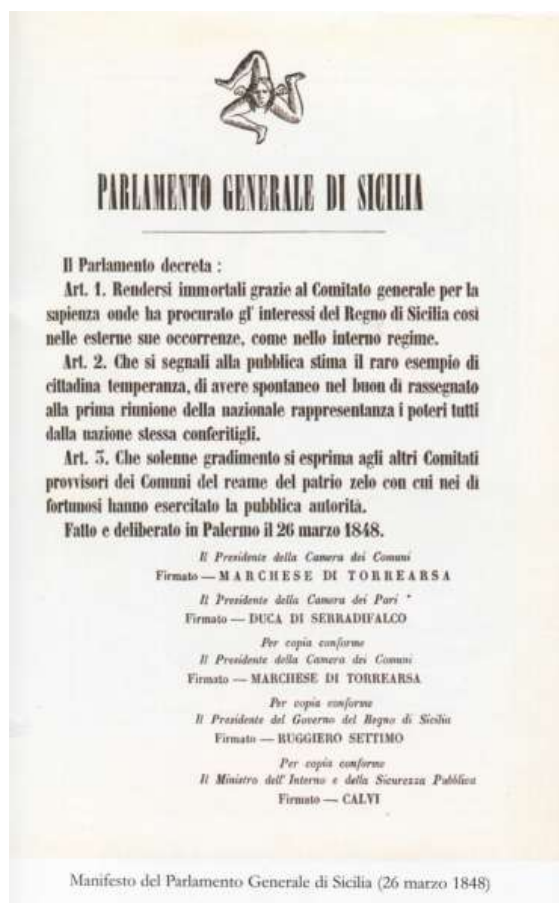 PARLAMENTO GENERALE DI SICILIA
Il Parlamento decreta :
Art. 1. Rendersi immortali grazie al Comitato generale per la
sapienza onde ha procurato gl' interessi del Regno di Sicilia così
nelle esterne sue occorrenze, come nello interno regime.
Art. 2. Che si segnali alla pubblica stima il raro esempio di
cittadina temperanza, di avere spontaneo nel buon dì rassegnato
alla prima riunione della nazionale rappresentanza i poteri tutti
dalla nazione stessa conferitigli.
Art. 3. Che solenne gradimento si esprima agli altri Comitati
provvisori dei Comuni del reame del patrio zelo con cui nei dì
fortunosi hanno esercitato la pubblica autorità.
Fatto e deliberato in Palermo il 26 marzo 1848.
Il Presidente della Camera dei Comuni
Firmato — MARCHESE DI TORREARSA
Il Presidente della Camera dei Pari
Firmato — DUCA DI SERRADIFALCO
Per copia conforme
Il Presidente della Camera dei Comuni
Firmato — MARCHESE DI TORREARSA
Per copia conforme
Il Presidente del Governo del Regno di Sicilia
Firmato — RUGGIERO SETTIMO
Per copia conforme
Il Ministro dell' Interno e della Sicurezza Pubblica
Firmato — CALVI
Manifesto del Parlamento Generale di Sicilia (26 marzo 1848)